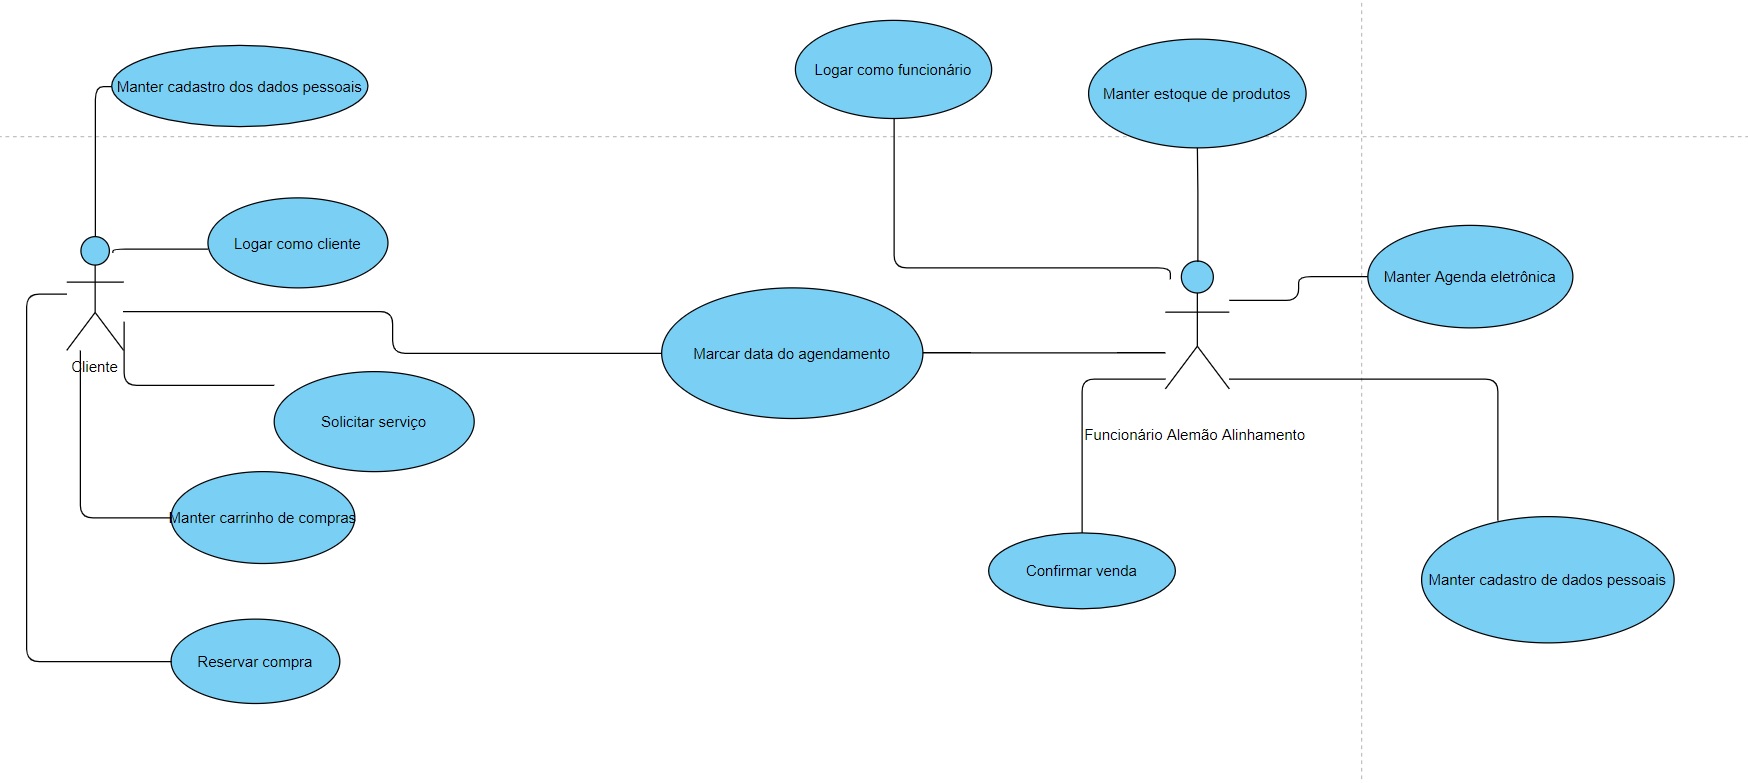 Logar como funcionário
Manter cadastro dos dados pessoais
Manter estoque de produtos
Logar como cliente
Manter Agenda eletrônica
Marcar data do agendamento
Cliente
Solicitar serviço
Funcionário Alemão Alinhamento
Manter carrinho de compras
Confirmar venda
Manter cadastro de dados pessoais
Reservar compra